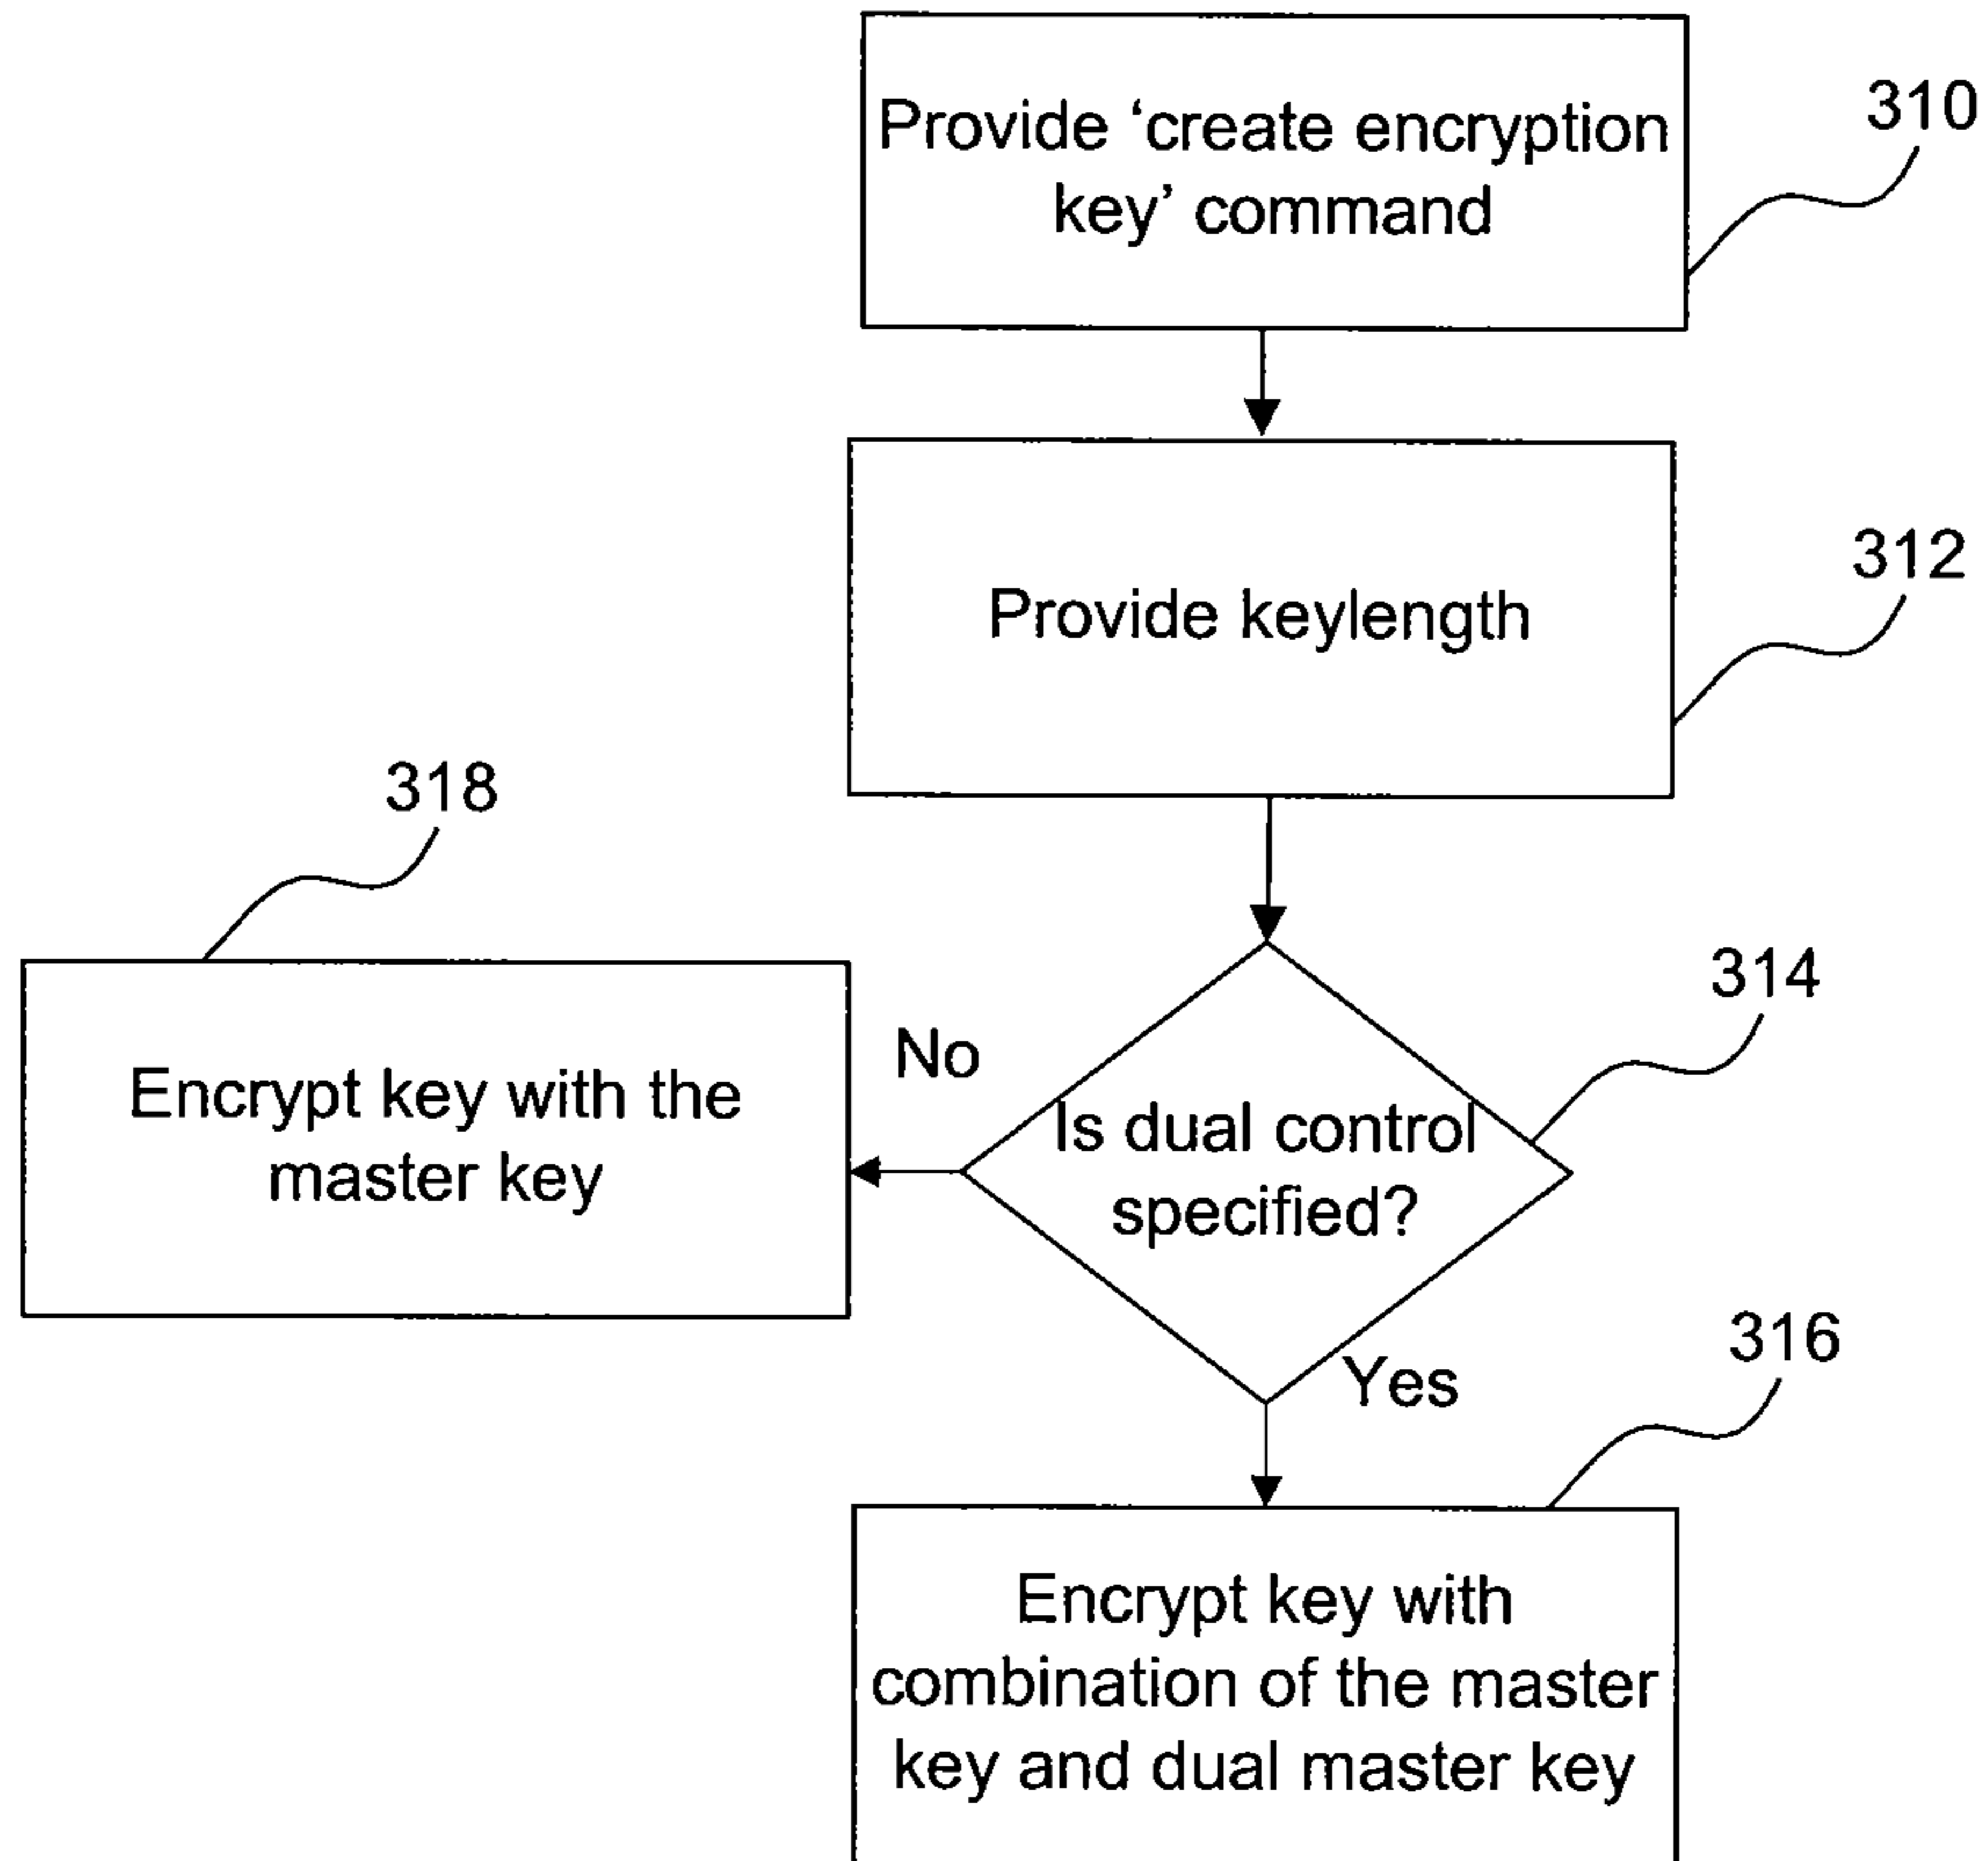 Provide ‘create encryption
key’ command
310
Provide keylength
312
318
Encrypt key with the
master key
No
Is dual control
specified?
314
Yes
316
Encrypt key with
combination of the master
key and dual master key